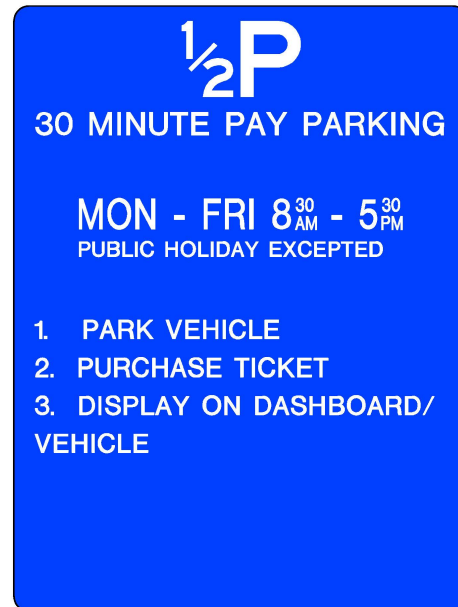 ½P
30 MINUTE PAY PARKING
MON - FRI 8 30 AM - 5 30 PM
PUBLIC HOLIDAY EXCEPTED
1. PARK VEHICLE
2. PURCHASE TICKET
3. DISPLAY ON DASHBOARD/
VEHICLE